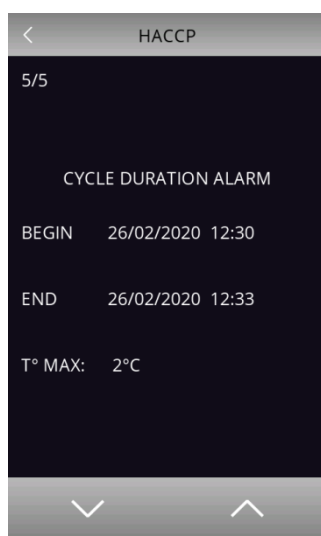 HACCP
5/5
CYCLE DURATION ALARM
BEGIN 26/02/2020 12:30
END 26/02/2020 12:33
T° MAX: 2°C